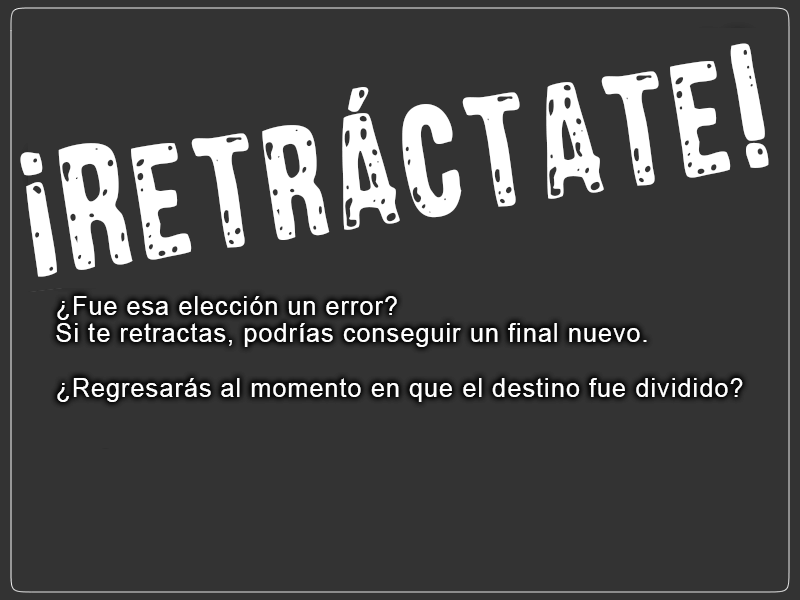 ¡RETRÁCTATE!
¿Fue esa elección un error?
Si te retractas, podrías conseguir un final nuevo.
¿Regresarás al momento en que el destino fue dividido?